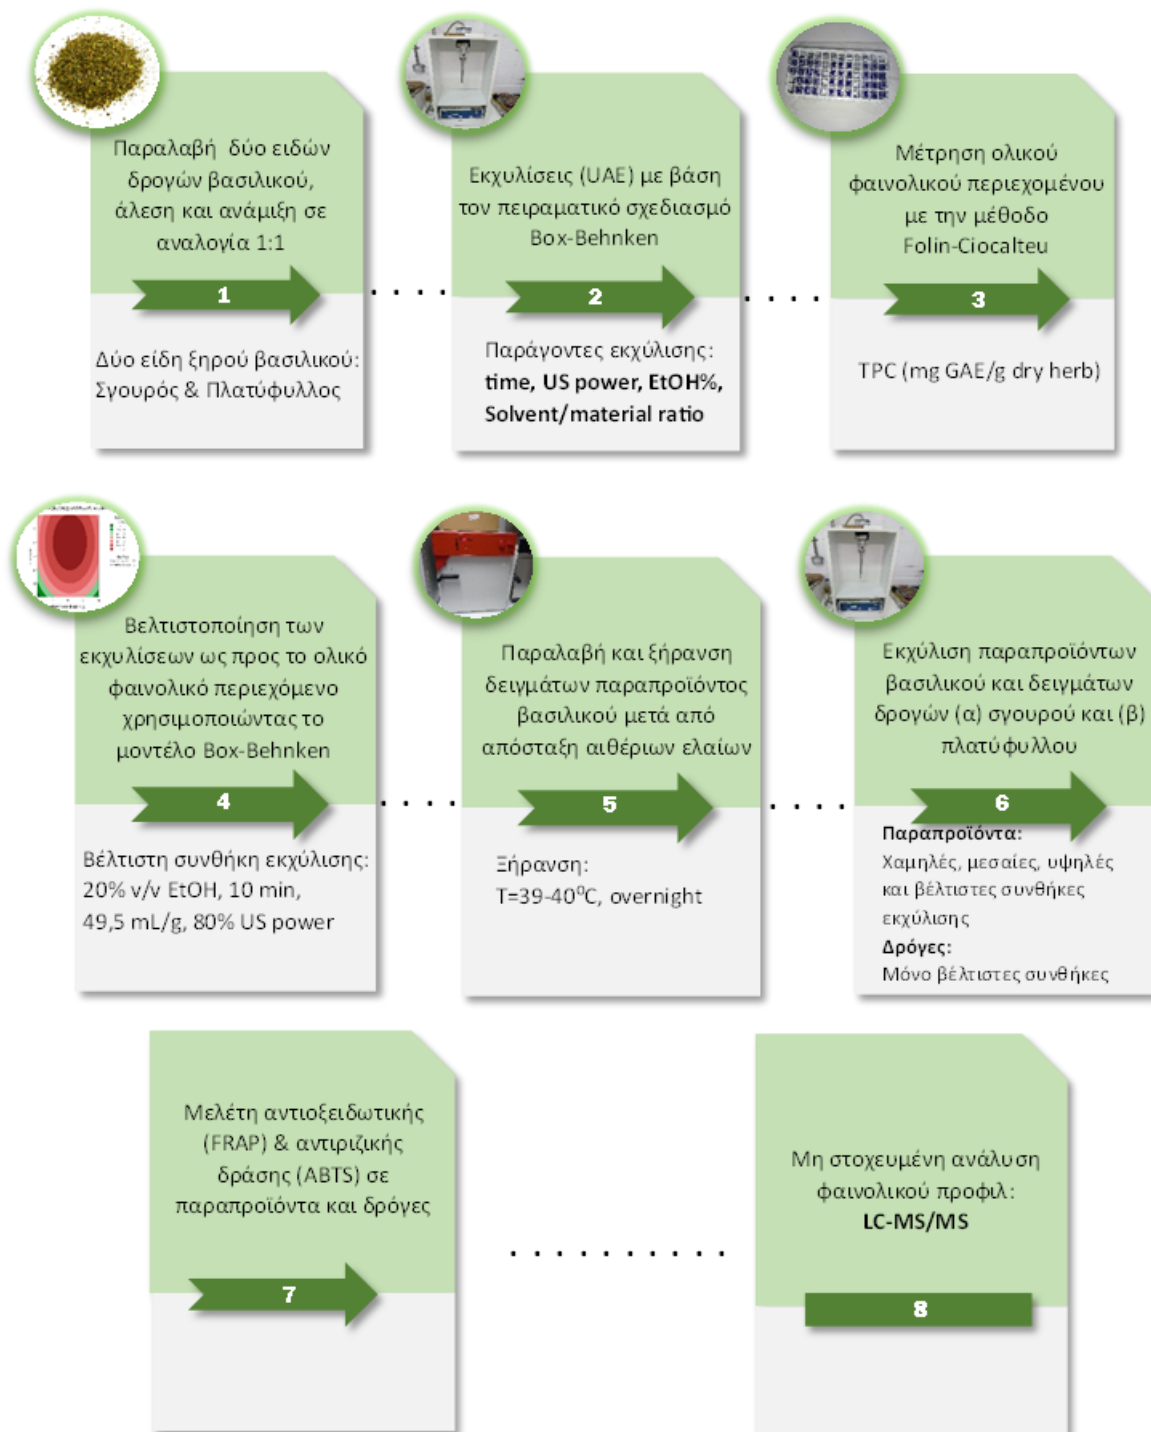 Παραλαβή δύο ειδών
δρογών βασιλικού,
άλεση και ανάμιξη σε
αναλογία 1:1
1
Δύο είδη ξηρού βασιλικού:
Σγουρός & Πλατύφυλλος
Εκχυλίσεις (UAE) με βάση
τον πειραματικό σχεδιασμό
Box-Behnken
2
Παράγοντες εκχύλισης:
time, US power, EtOH%,
Solvent/material ratio
Μέτρηση ολικού
φαινολικού περιεχομένου
με την μέθοδο
Folin-Ciocalteu
3
TPC (mg GAE/g dry herb)
Βελτιστοποίηση των
εκχυλίσεων ως προς το ολικό
φαινολικό περιεχόμενο
χρησιμοποιώντας το
μοντέλο Box-Behnken
4
Βέλτιστη συνθήκη εκχύλισης:
20% v/v EtOH, 10 min,
49,5 mL/g, 80% US power
Παραλαβή και ξήρανση
δειγμάτων παραπροϊόντος
βασιλικού μετά από
απόσταξη αιθέριων ελαίων
5
Ξήρανση:
T=39-40⁰C, overnight
Εκχύλιση παραπροϊόντων
βασιλικού και δειγμάτων
δρογών (α) σγουρού και (β)
πλατύφυλλου
6
Παραπροϊόντα:
Χαμηλές, μεσαίες, υψηλές
και βέλτιστες συνθήκες
εκχύλισης
Δρόγες:
Μόνο βέλτιστες συνθήκες
Μελέτη αντιοξειδωτικής
(FRAP) & αντιριζικής
δράσης (ABTS) σε
παραπροϊόντα και δρόγες
7
Μη στοχευμένη ανάλυση
φαινολικού προφιλ:
LC-MS/MS
8